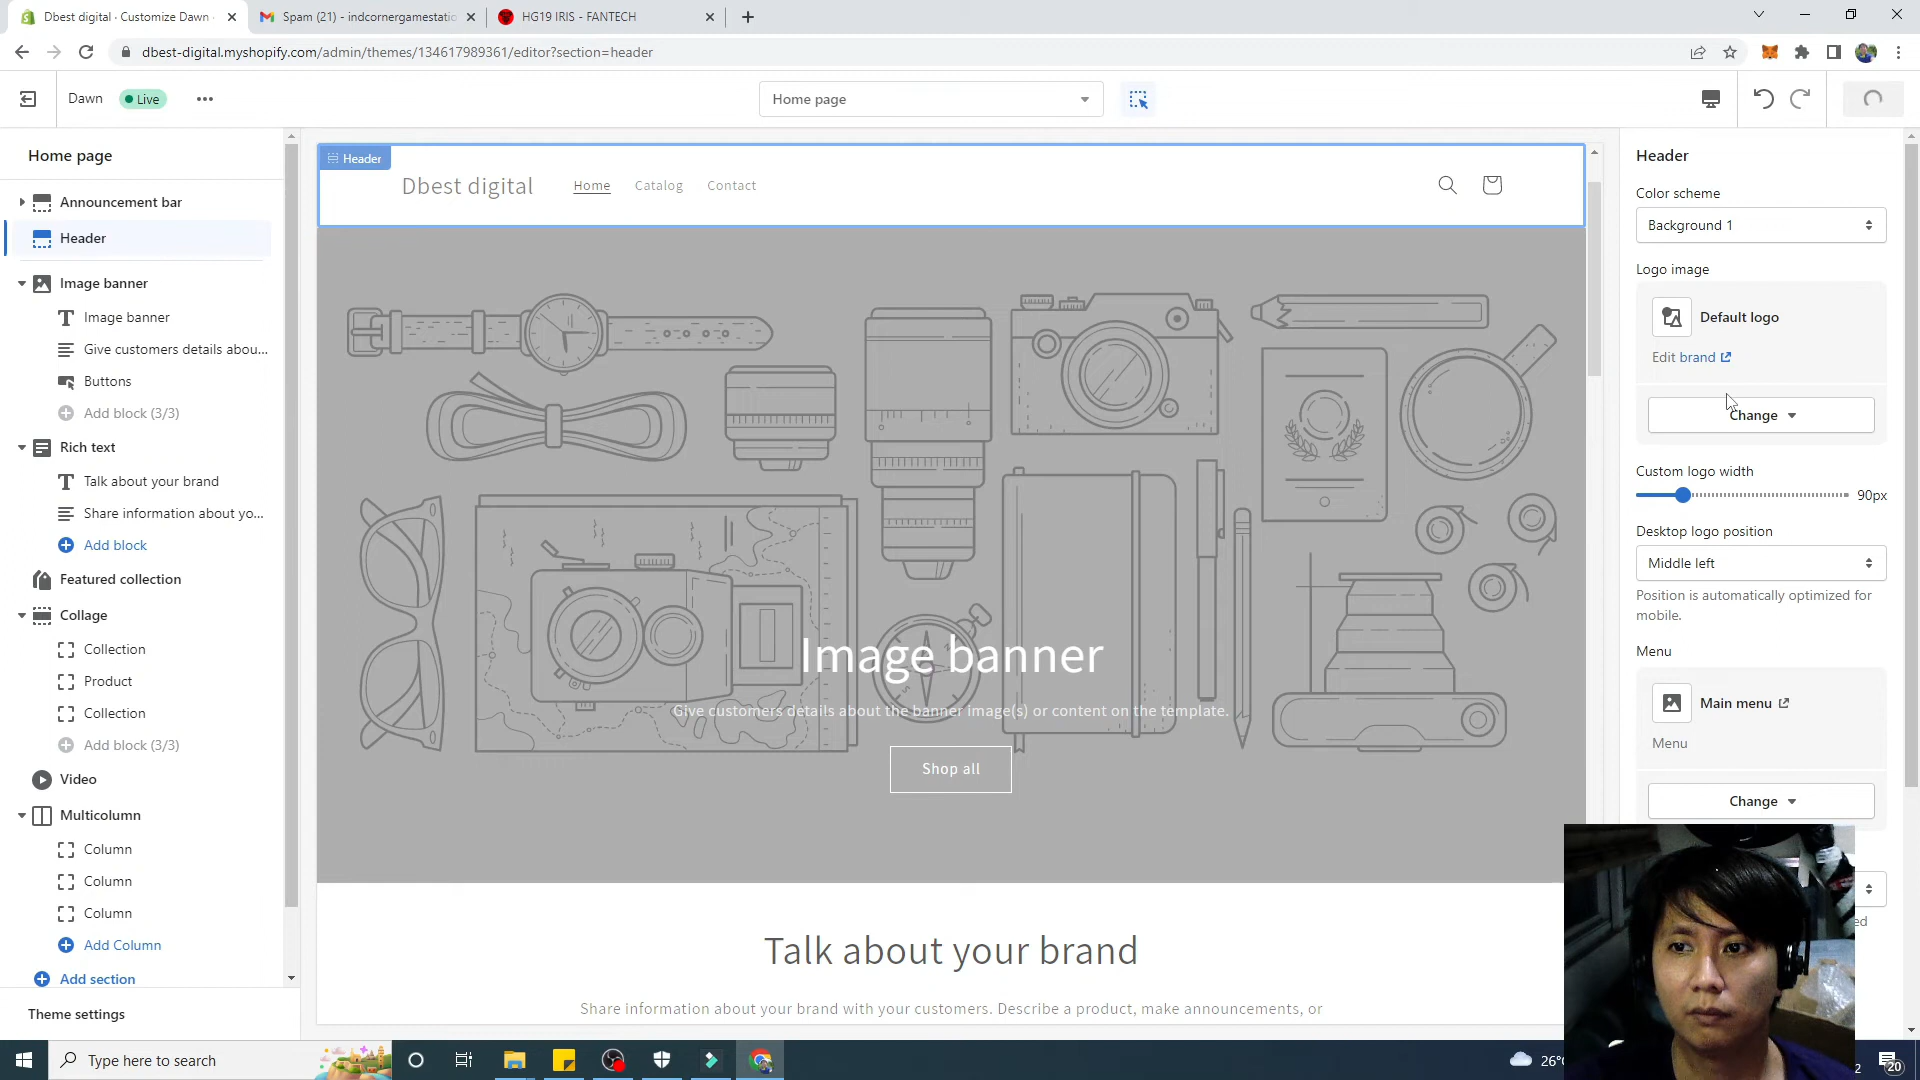 Dbest digital · Customize Dawn
Spam (21) - indcornergamestatio
HG19 IRIS - FANTECH
dbest-digital.myshopify.com/admin/themes/134617989361/editor?section=header
Dawn
Live
Home page
Home page
Announcement bar
Header
Image banner
Image banner
Give customers details abou...
Buttons
Add block (3/3)
Rich text
Talk about your brand
Share information about yo...
Add block
Featured collection
Collage
Collection
Product
Collection
Add block (3/3)
Video
Multicolumn
Column
Column
Column
Add Column
Add section
Theme settings
Header
Dbest digital
Home
Catalog
Contact
Image banner
Give customers details about the banner image(s) or content on the template.
Shop all
Talk about your brand
Share information about your brand with your customers. Describe a product, make announcements, or
Header
Color scheme
Background 1
Logo image
Default logo
Edit brand
Change
Custom logo width
90px
Desktop logo position
Middle left
Position is automatically optimized for
mobile.
Menu
Main menu
Menu
Change
ed
Type here to search
26°C
2
20